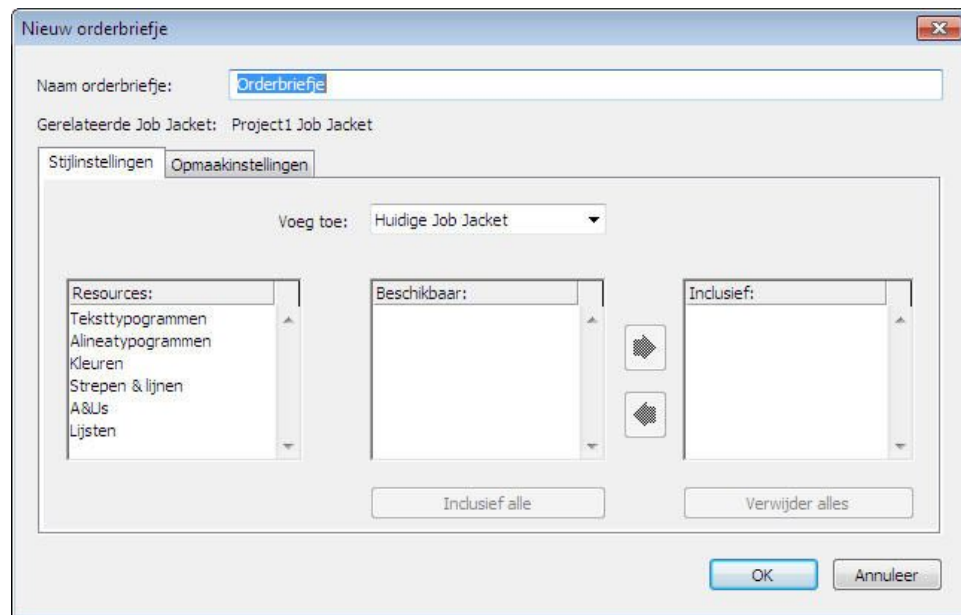 Nieuw orderbriefje
Naam orderbriefje: Orderbriefje
Gerelateerde Job Jacket: Project1 Job Jacket
Stijlinstellingen Opmaakinstellingen
Voeg toe: Huidige Job Jacket
Resources: Beschikbaar: Inclusief:
Teksttypogrammen
Alineatypogrammen
Kleuren
Strepen & lijnen
A&Us
Lijsten
Inclusief alle Verwijder alles
OK Annuleer